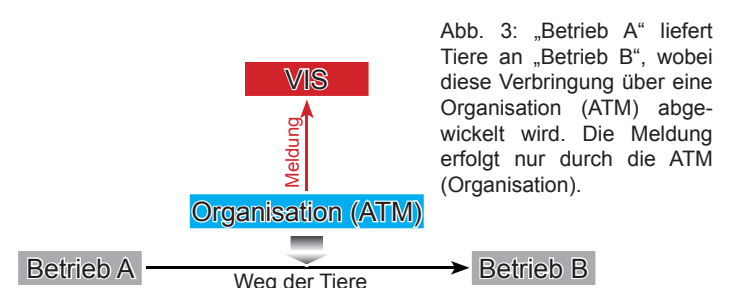 Abb. 3: „Betrieb A“ liefert
Tiere an „Betrieb B“, wobei
diese Verbringung über eine
Organisation (ATM) abge-
wickelt wird. Die Meldung
erfolgt nur durch die ATM
(Organisation).
VIS
Meldung
Organisation (ATM)
Betrieb A
Weg der Tiere
Betrieb B